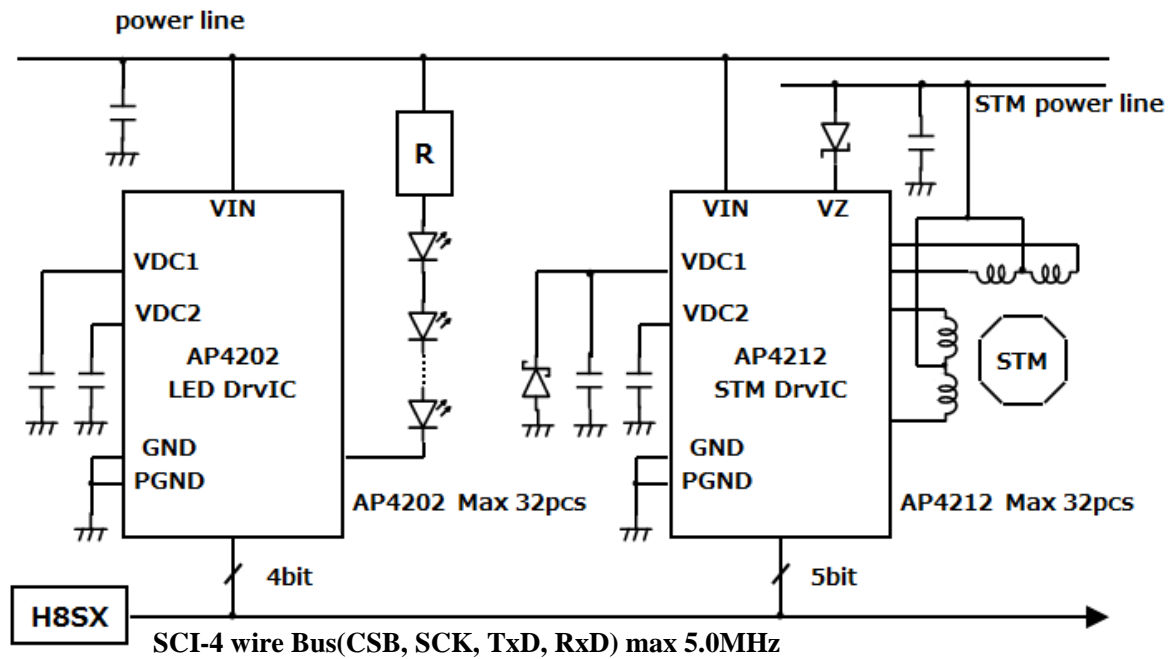 power line
STM power line
R
VIN
VDC1
VDC2
AP4202
LED DrvIC
GND
PGND
AP4202 Max 32pcs
VIN
VZ
VDC1
VDC2
AP4212
STM DrvIC
GND
PGND
STM
AP4212 Max 32pcs
4bit
5bit
H8SX
SCI-4 wire Bus(CSB, SCK, TxD, RxD) max 5.0MHz